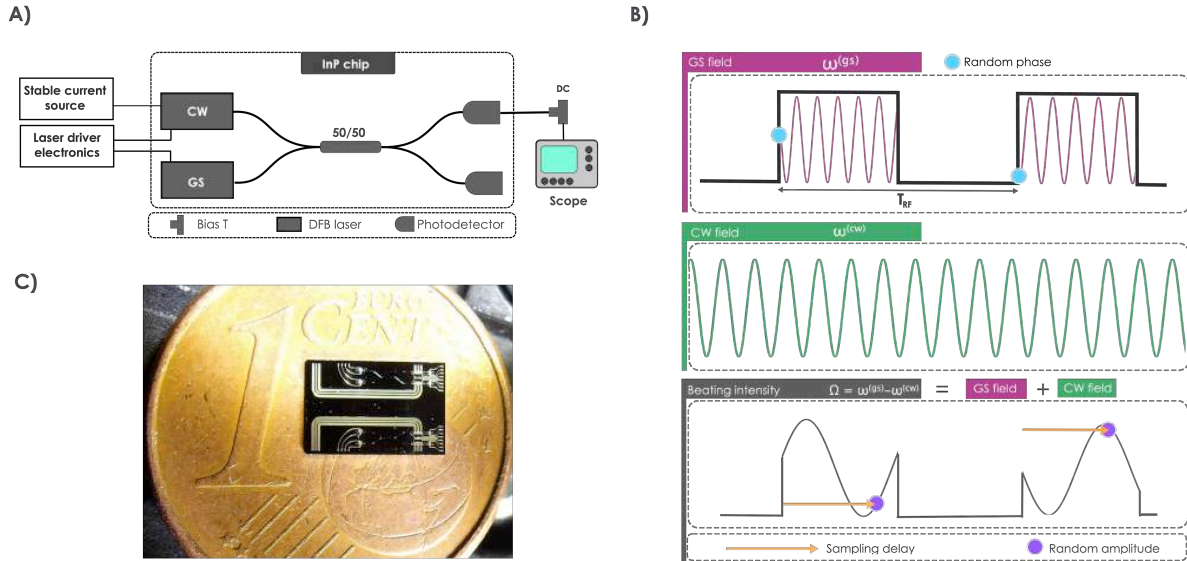 A)
InP chip
Stable current
source
Laser driver
electronics
CW
GS
50/50
DC
Scope
Bias T
DFB laser
Photodetector
B)
GS field
ω(gs)
Random phase
TRF
CW field
ω(cw)
Beating intensity
Ω = ω(gs)-ω(cw)
=
GS field
+
CW field
Sampling delay
Random amplitude
C)
1
CENT